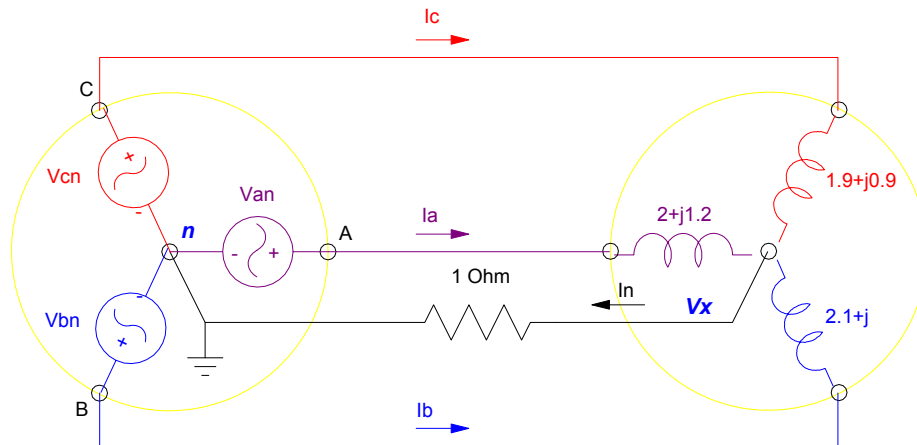 Ic
C
Vcn
+
-
1.9+j0.9
Van
2+j1.2
n
Ia
A
-
+
1 Ohm
In
Vx
-
Vbn
+
2.1+j
B
Ib